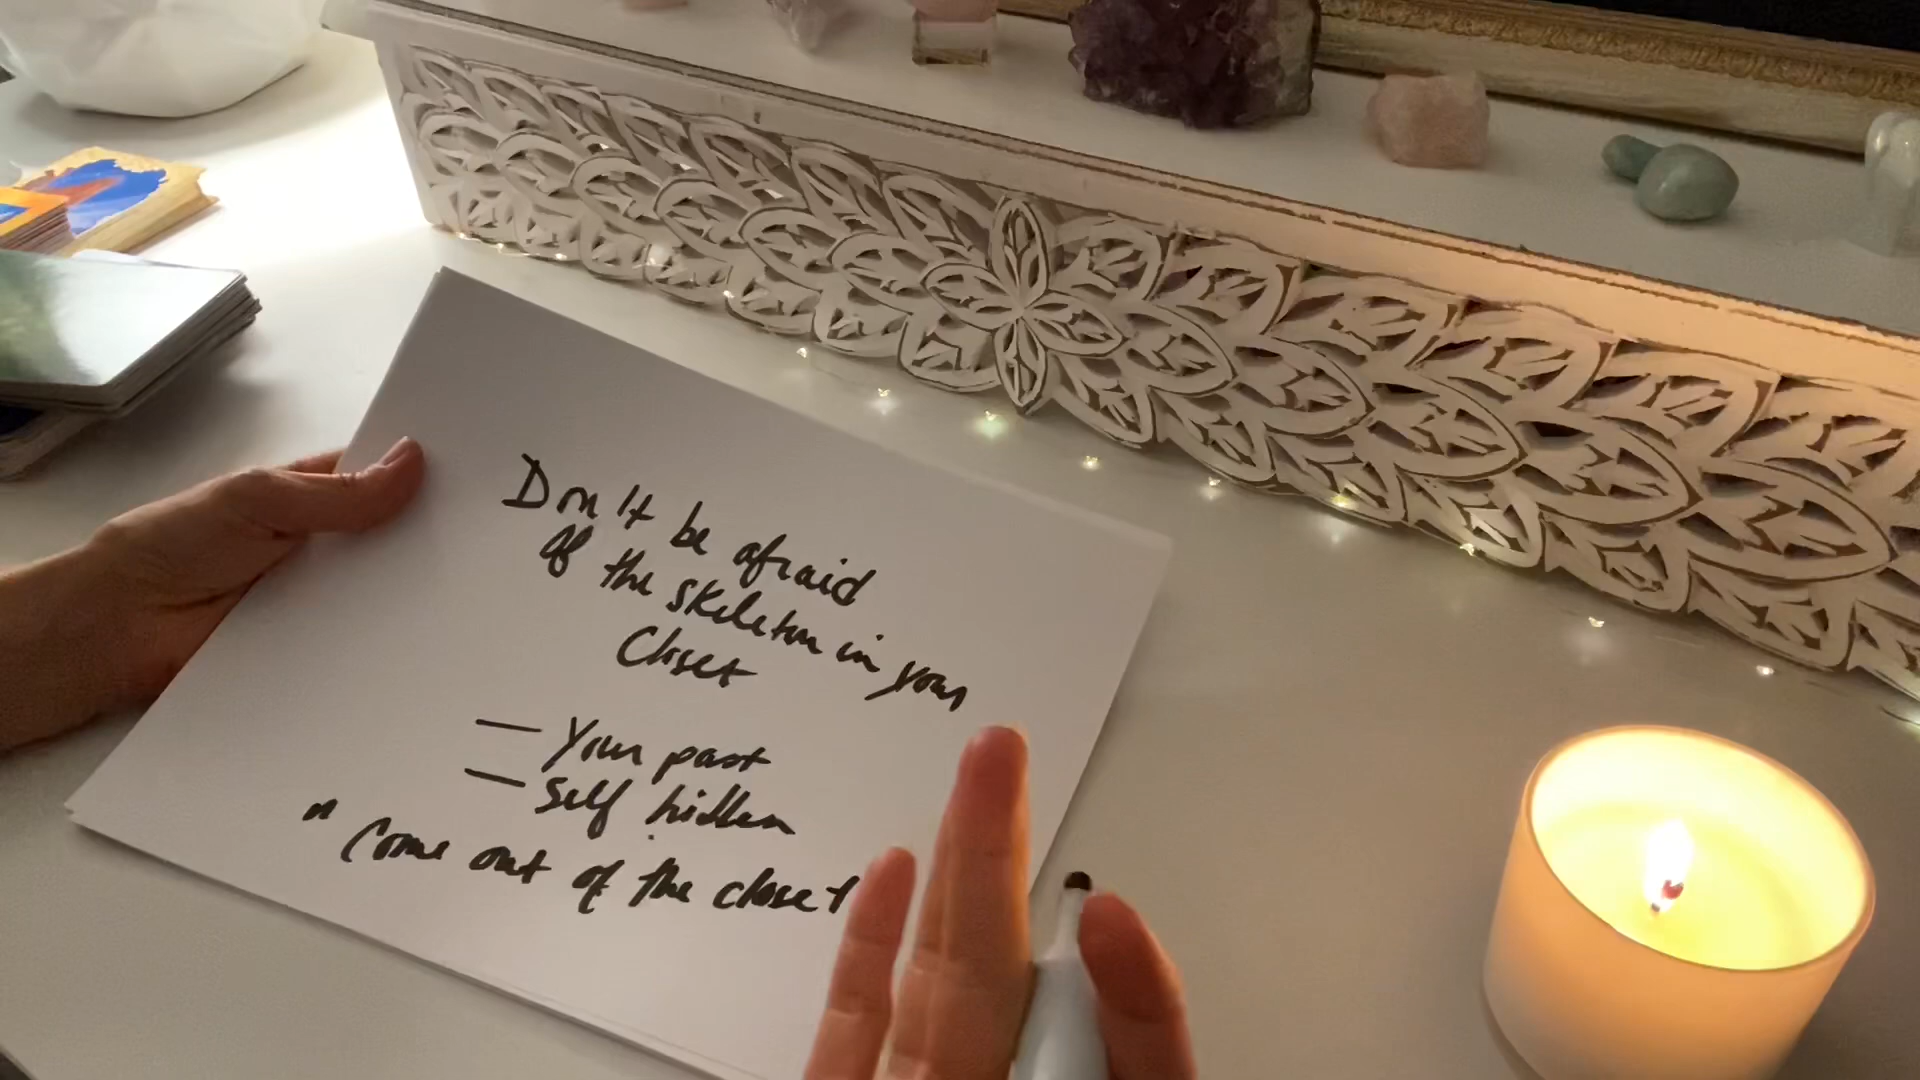 Don't be afraid
of the skeleton in your
Closet
— Your past
— Self hidden
" Come out of the closet